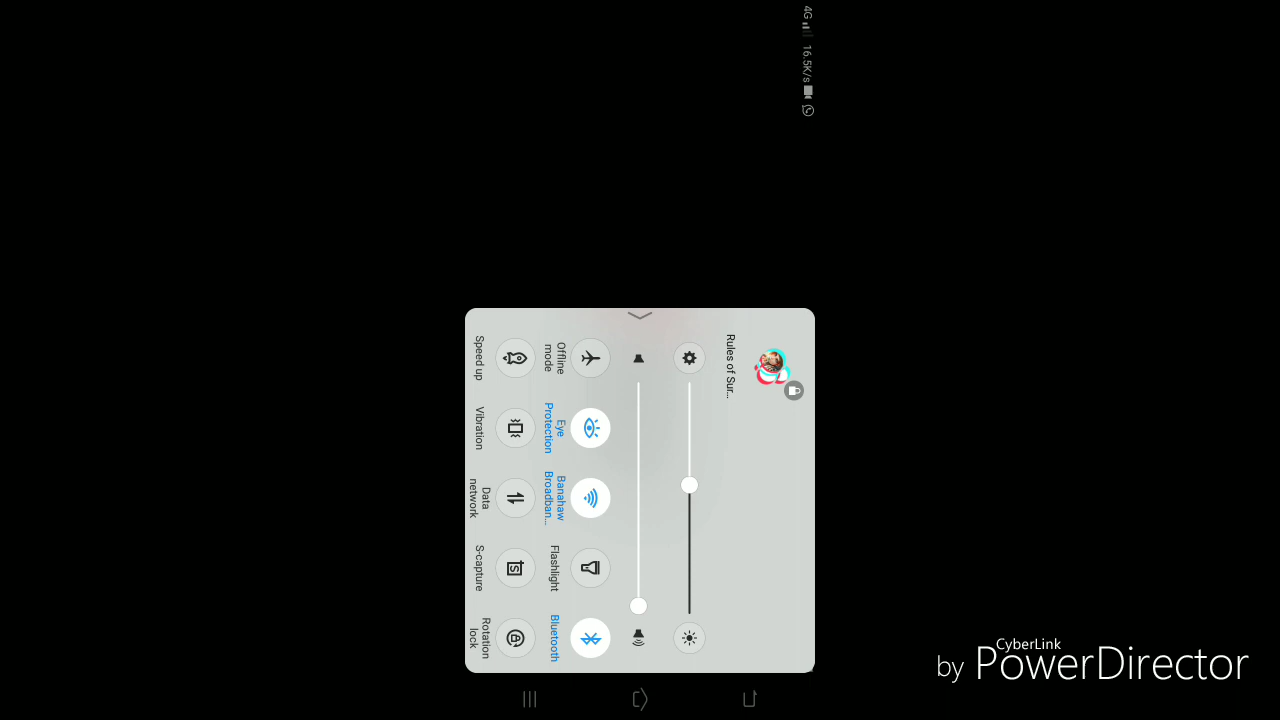 4G 16.5K/s
Rules of Sur...
Offline mode
Eye Protection
Banahaw Broadban...
Flashlight
Bluetooth
Speed up
Vibration
Data network
S-capture
Rotation lock
CyberLink
by PowerDirector